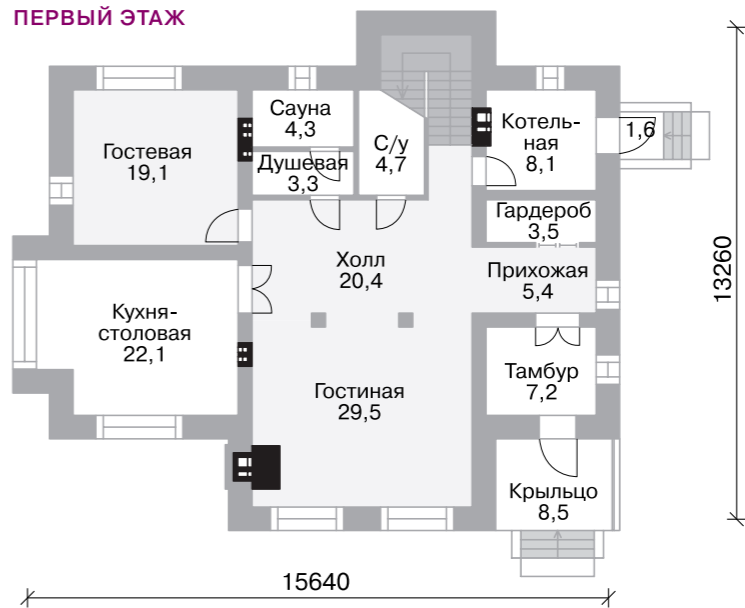 ПЕРВЫЙ ЭТАЖ
Гостевая
19,1
Сауна
4,3
Душевая
3,3
С/у
4,7
Котель-
ная
8,1
1,6
Гардероб
3,5
Холл
20,4
Прихожая
5,4
Кухня-
столовая
22,1
Гостиная
29,5
Тамбур
7,2
Крыльцо
8,5
13260
15640